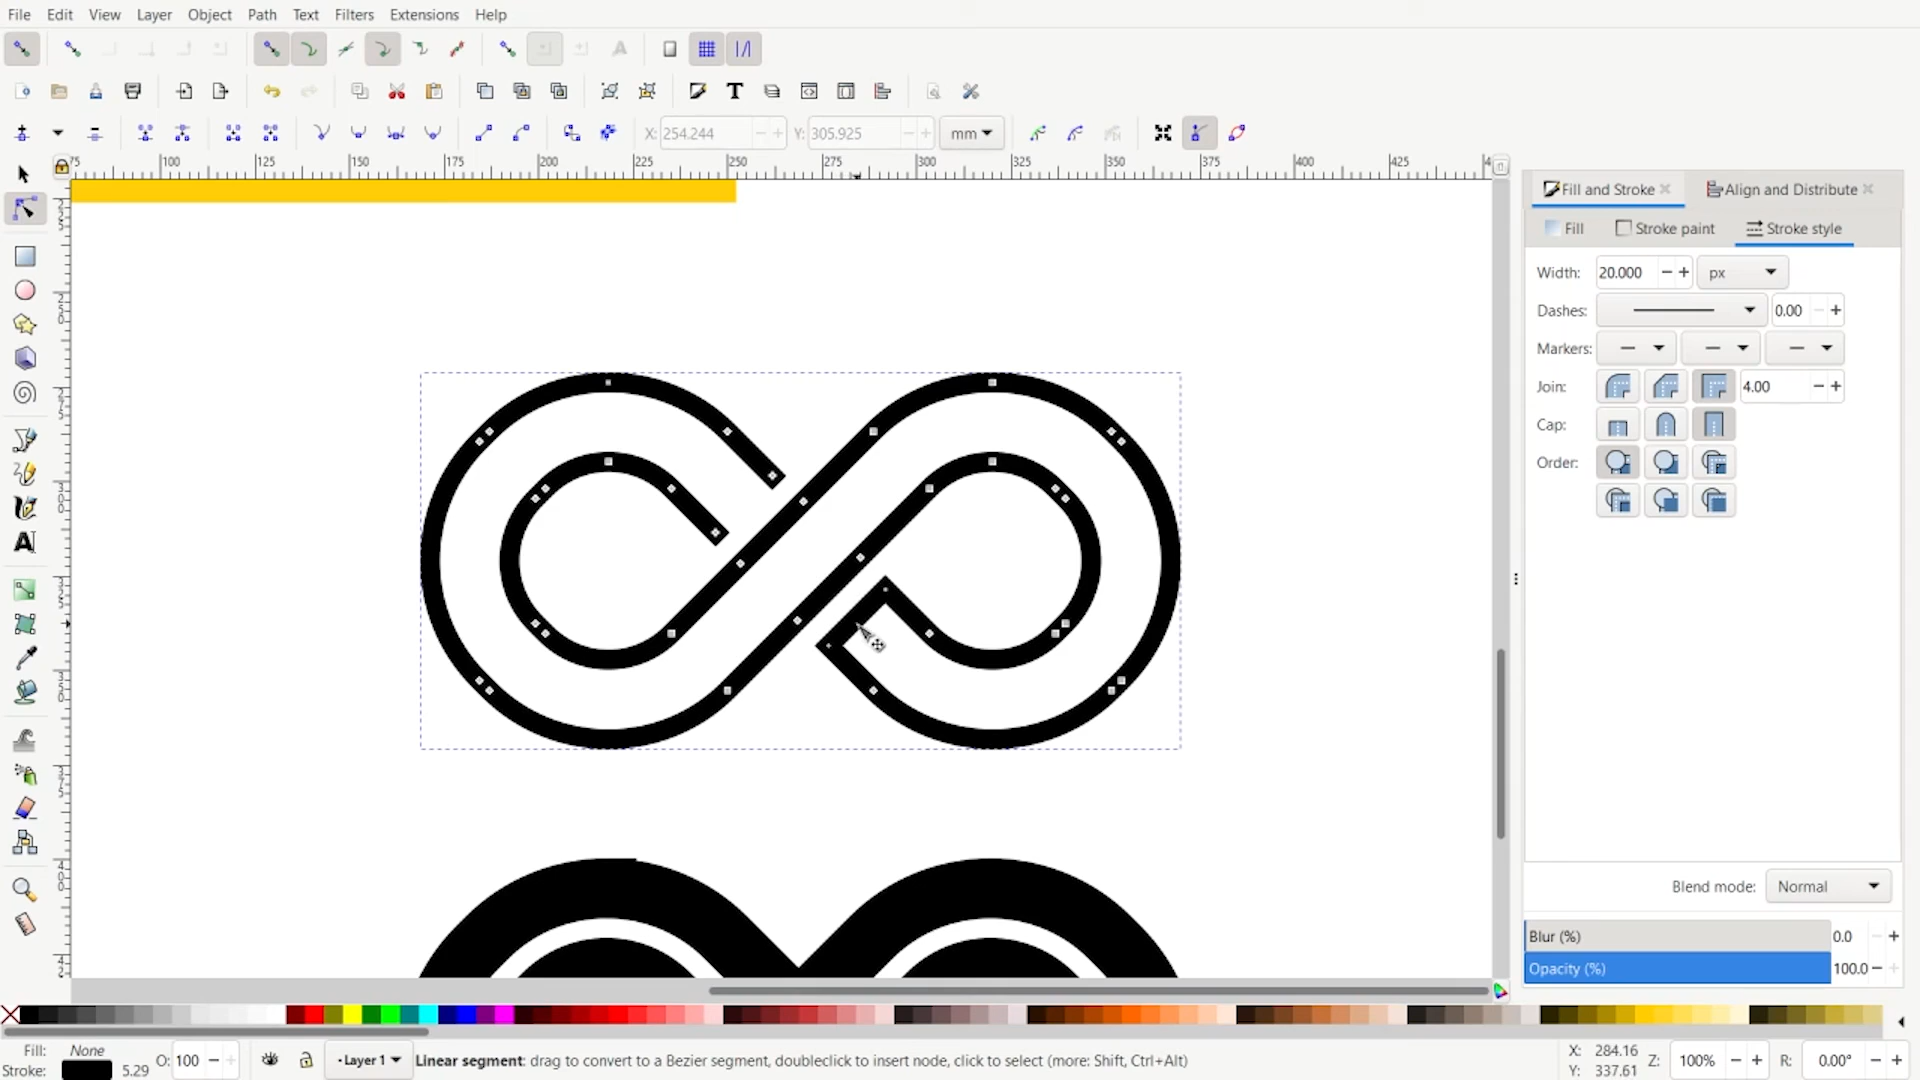 File Edit View Layer Object Path Text Filters Extensions Help
X: 254.244 Y: 305.925 mm
75 100 125 150 175 200 225 250 275 300 325 350 375 400 425 4
Fill and Stroke Align and Distribute
Fill Stroke paint Stroke style
Width: 20.000 px
Dashes: 0.00
Markers:
Join: 4.00
Cap:
Order:
Blend mode: Normal
Blur (%) 0.0
Opacity (%) 100.0
Fill: None
Stroke: 5.29
O: 100
Layer 1
Linear segment: drag to convert to a Bezier segment, doubleclick to insert node, click to select (more: Shift, Ctrl+Alt)
X: 284.16
Y: 337.61
Z: 100%
R: 0.00°